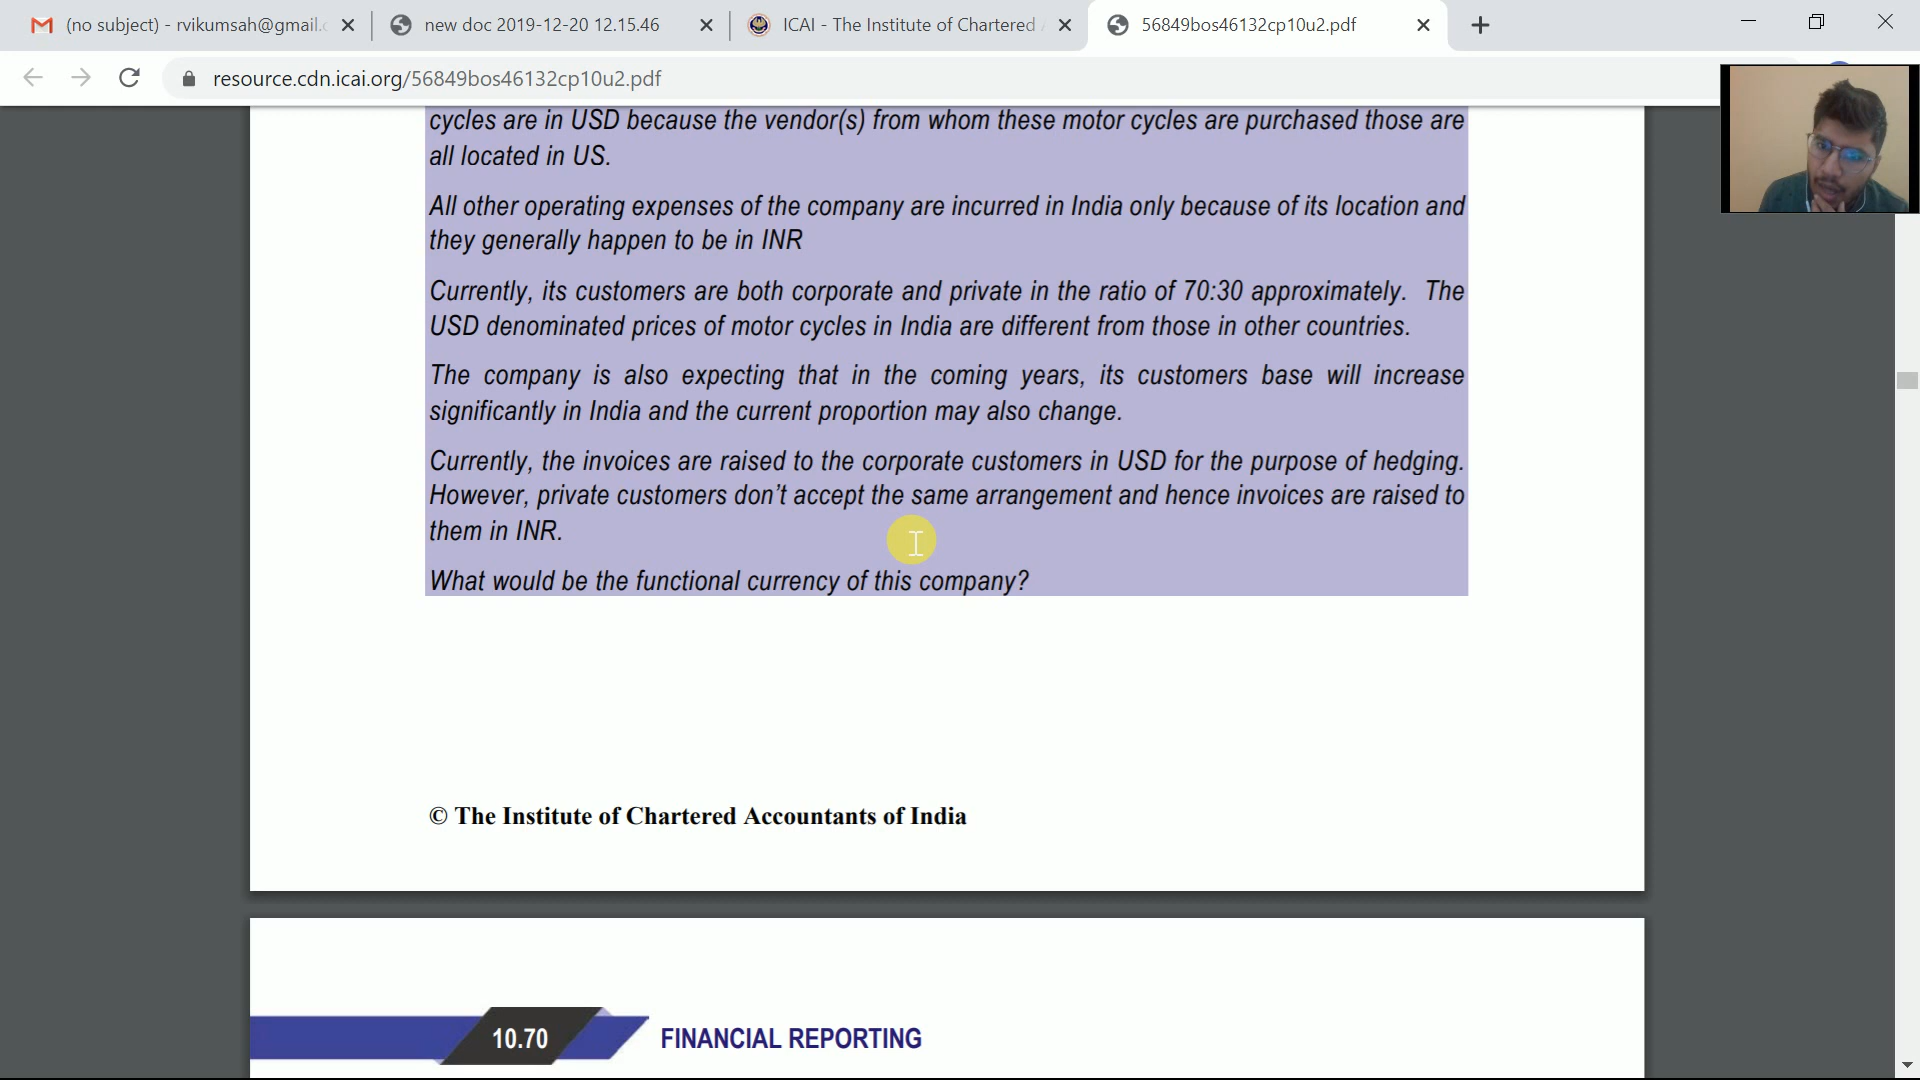 (no subject) - rvikumsah@gmail.c
new doc 2019-12-20 12.15.46
ICAI - The Institute of Chartered A
56849bos46132cp10u2.pdf
resource.cdn.icai.org/56849bos46132cp10u2.pdf
cycles are in USD because the vendor(s) from whom these motor cycles are purchased those are
all located in US.
All other operating expenses of the company are incurred in India only because of its location and
they generally happen to be in INR
Currently, its customers are both corporate and private in the ratio of 70:30 approximately. The
USD denominated prices of motor cycles in India are different from those in other countries.
The company is also expecting that in the coming years, its customers base will increase
significantly in India and the current proportion may also change.
Currently, the invoices are raised to the corporate customers in USD for the purpose of hedging.
However, private customers don't accept the same arrangement and hence invoices are raised to
them in INR.
What would be the functional currency of this company?
© The Institute of Chartered Accountants of India
10.70 FINANCIAL REPORTING